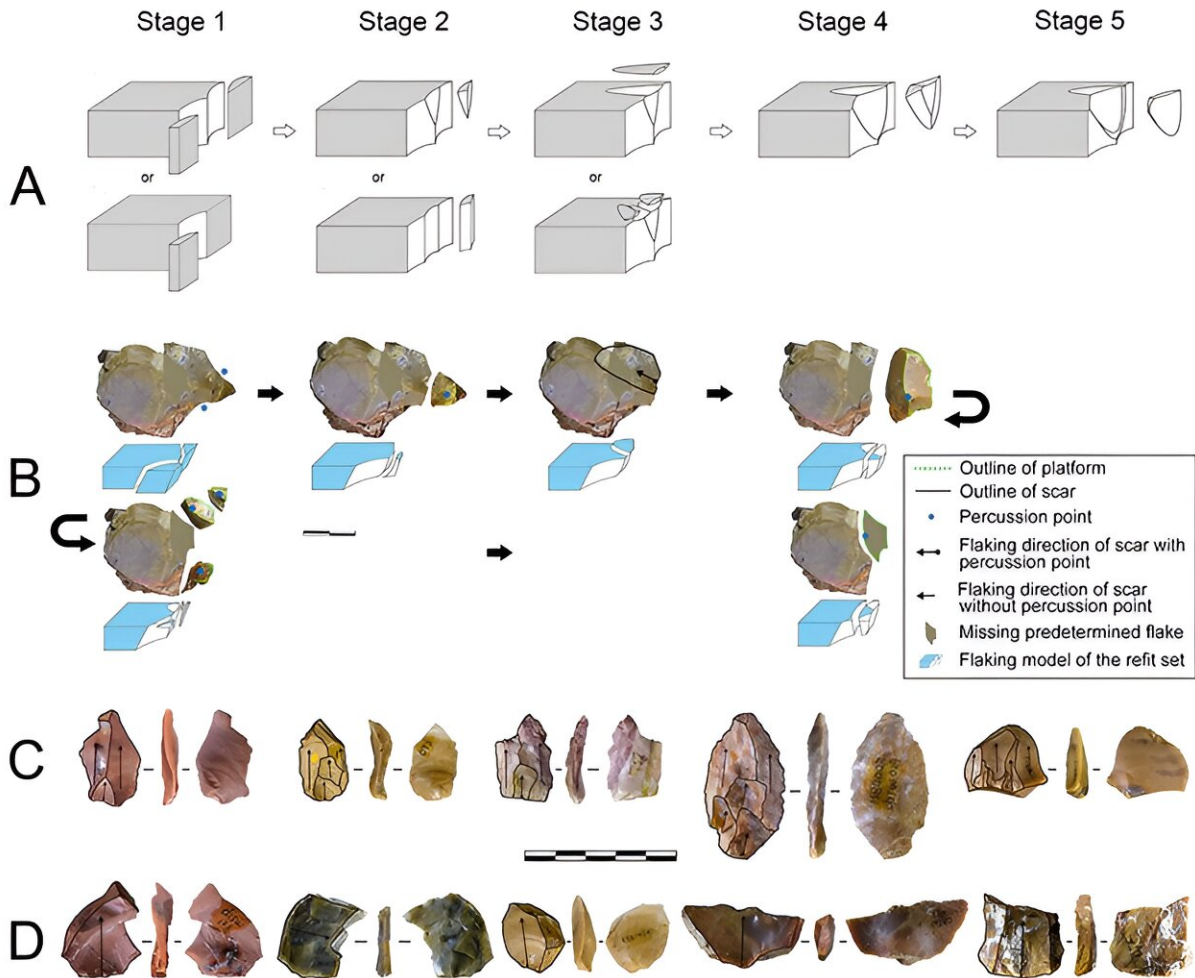 Stage 1
Stage 2
Stage 3
Stage 4
Stage 5
A
or
or
or
B
Outline of platform
Outline of scar
Percussion point
Flaking direction of scar with
percussion point
Flaking direction of scar
without percussion point
Missing predetermined flake
Flaking model of the refit set
C
D